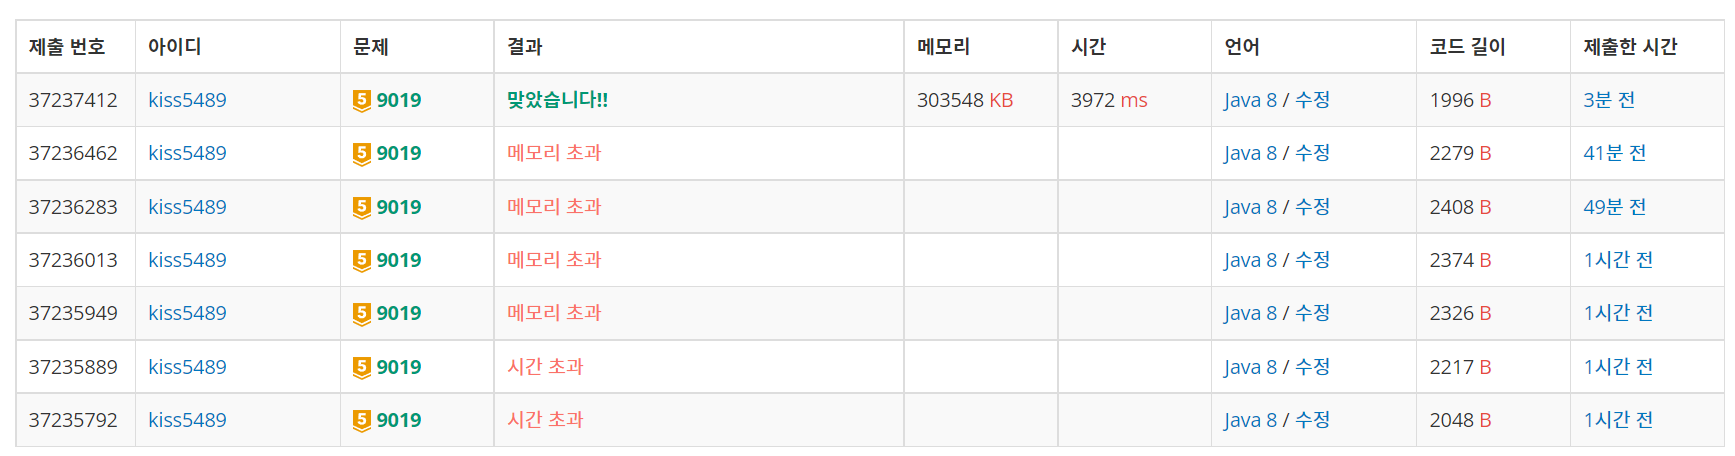 제출 번호 아이디 문제 결과 메모리 시간 언어 코드 길이 제출한 시간
37237412 kiss5489 5 9019 맞았습니다!! 303548 KB 3972 ms Java 8 / 수정 1996 B 3분 전
37236462 kiss5489 5 9019 메모리 초과 Java 8 / 수정 2279 B 41분 전
37236283 kiss5489 5 9019 메모리 초과 Java 8 / 수정 2408 B 49분 전
37236013 kiss5489 5 9019 메모리 초과 Java 8 / 수정 2374 B 1시간 전
37235949 kiss5489 5 9019 메모리 초과 Java 8 / 수정 2326 B 1시간 전
37235889 kiss5489 5 9019 시간 초과 Java 8 / 수정 2217 B 1시간 전
37235792 kiss5489 5 9019 시간 초과 Java 8 / 수정 2048 B 1시간 전